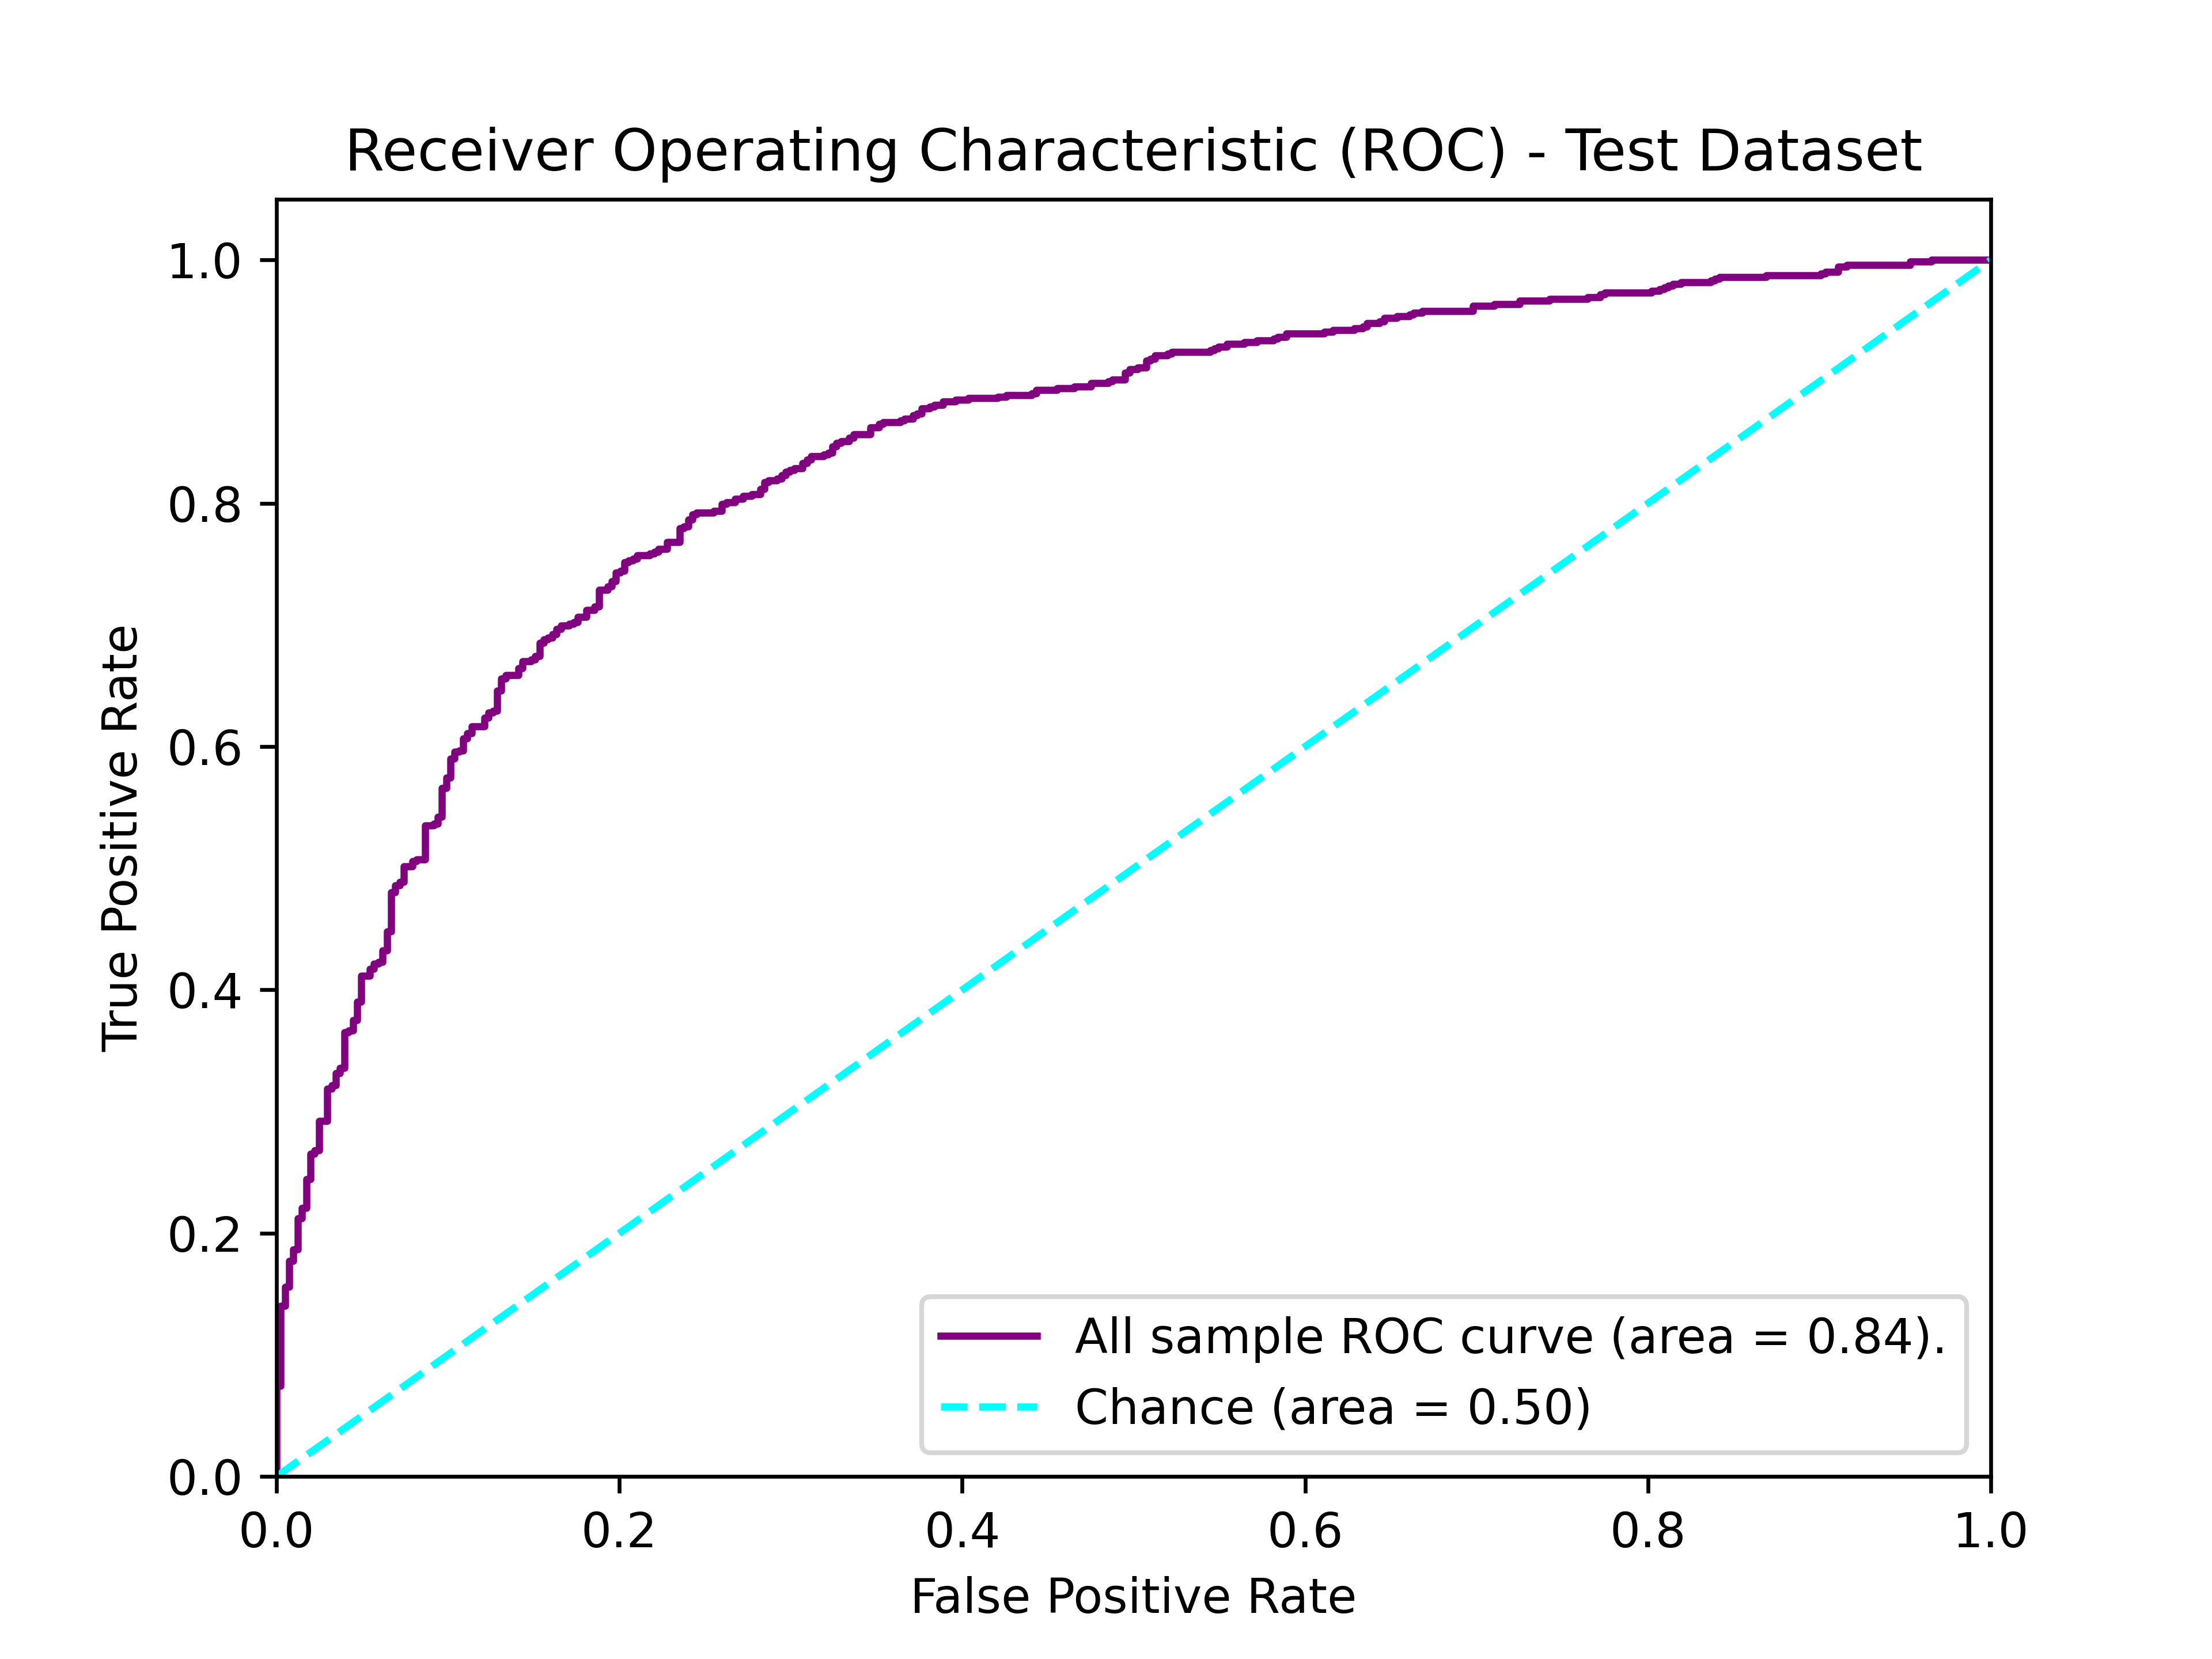 Receiver Operating Characteristic (ROC) - Test Dataset
1.0
0.8
0.6
0.4
0.2
0.0
True Positive Rate
All sample ROC curve (area = 0.84).
Chance (area = 0.50)
0.0 0.2 0.4 0.6 0.8 1.0
False Positive Rate